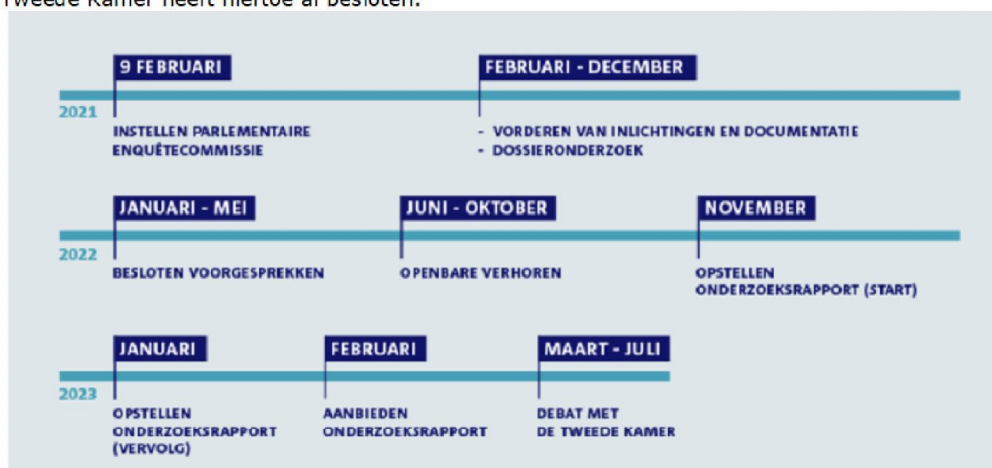 Tweede Kamer heeft hiertoe al besloten.
9 FEBRUARI
FEBRUARI - DECEMBER
2021
INSTELLEN PARLEMENTAIRE
ENQUÊTECOMMISSIE
- VORDEREN VAN INLICHTINGEN EN DOCUMENTATIE
- DOSSIERONDERZOEK
JANUARI - MEI
JUNI - OKTOBER
NOVEMBER
2022
BESLOTEN VOORGESPREKKEN
OPENBARE VERHOREN
OPSTELLEN
ONDERZOEKSRAPPORT (START)
JANUARI
FEBRUARI
MAART - JULI
2023
OPSTELLEN
ONDERZOEKSRAPPORT
(VERVOLG)
AANBIEDEN
ONDERZOEKSRAPPORT
DEBAT MET
DE TWEEDE KAMER